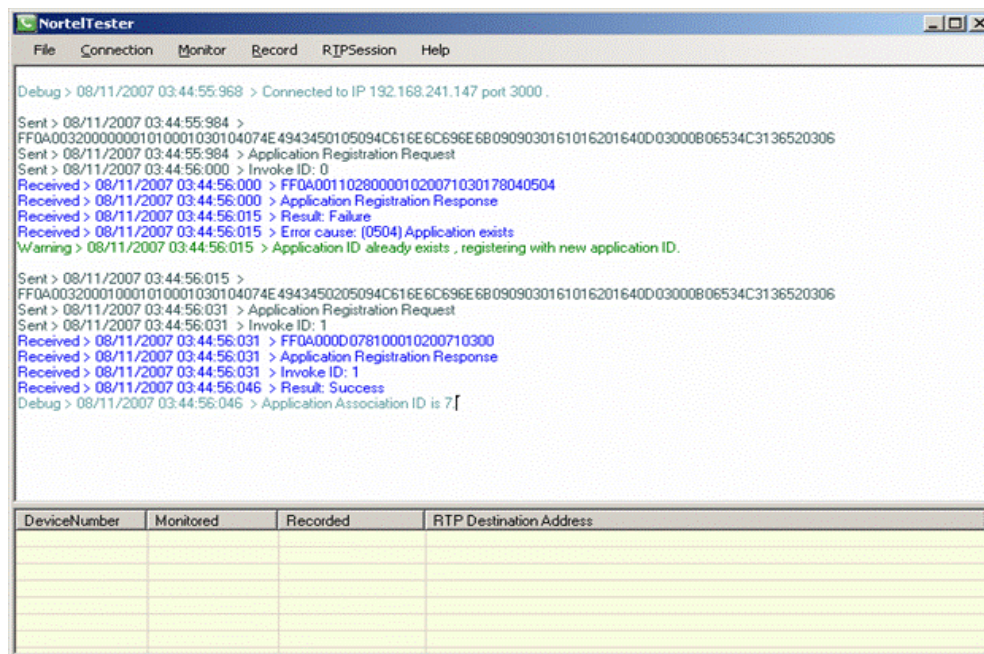 NortelTester
File Connection Monitor Record RTPSession Help
Debug > 08/11/2007 03:44:55:968 > Connected to IP 192.168.241.147 port 3000 .
Sent > 08/11/2007 03:44:55:984 >
FF0A00320000001010001030104074E4943450105094C616E6C696E6B0909030161016201640D03000B06534C3136520306
Sent > 08/11/2007 03:44:55:984 > Application Registration Request
Sent > 08/11/2007 03:44:56:000 > Invoke ID: 0
Received > 08/11/2007 03:44:56:000 > FF0A00110280000102007103017804 0504
Received > 08/11/2007 03:44:56:000 > Application Registration Response
Received > 08/11/2007 03:44:56:015 > Result: Failure
Received > 08/11/2007 03:44:56:015 > Error cause: (0504) Application exists
Warning > 08/11/2007 03:44:56:015 > Application ID already exists , registering with new application ID.
Sent > 08/11/2007 03:44:56:015 >
FF0A003200010001010001030104074E4943450205094C616E6C696E6B0909030161016201640D03000B06534C3136520306
Sent > 08/11/2007 03:44:56:031 > Application Registration Request
Sent > 08/11/2007 03:44:56:031 > Invoke ID: 1
Received > 08/11/2007 03:44:56:031 > FF0A000D078100010200710300
Received > 08/11/2007 03:44:56:031 > Application Registration Response
Received > 08/11/2007 03:44:56:031 > Invoke ID: 1
Received > 08/11/2007 03:44:56:046 > Result: Success
Debug > 08/11/2007 03:44:56:046 > Application Association ID is 7.
DeviceNumber Monitored Recorded RTP Destination Address